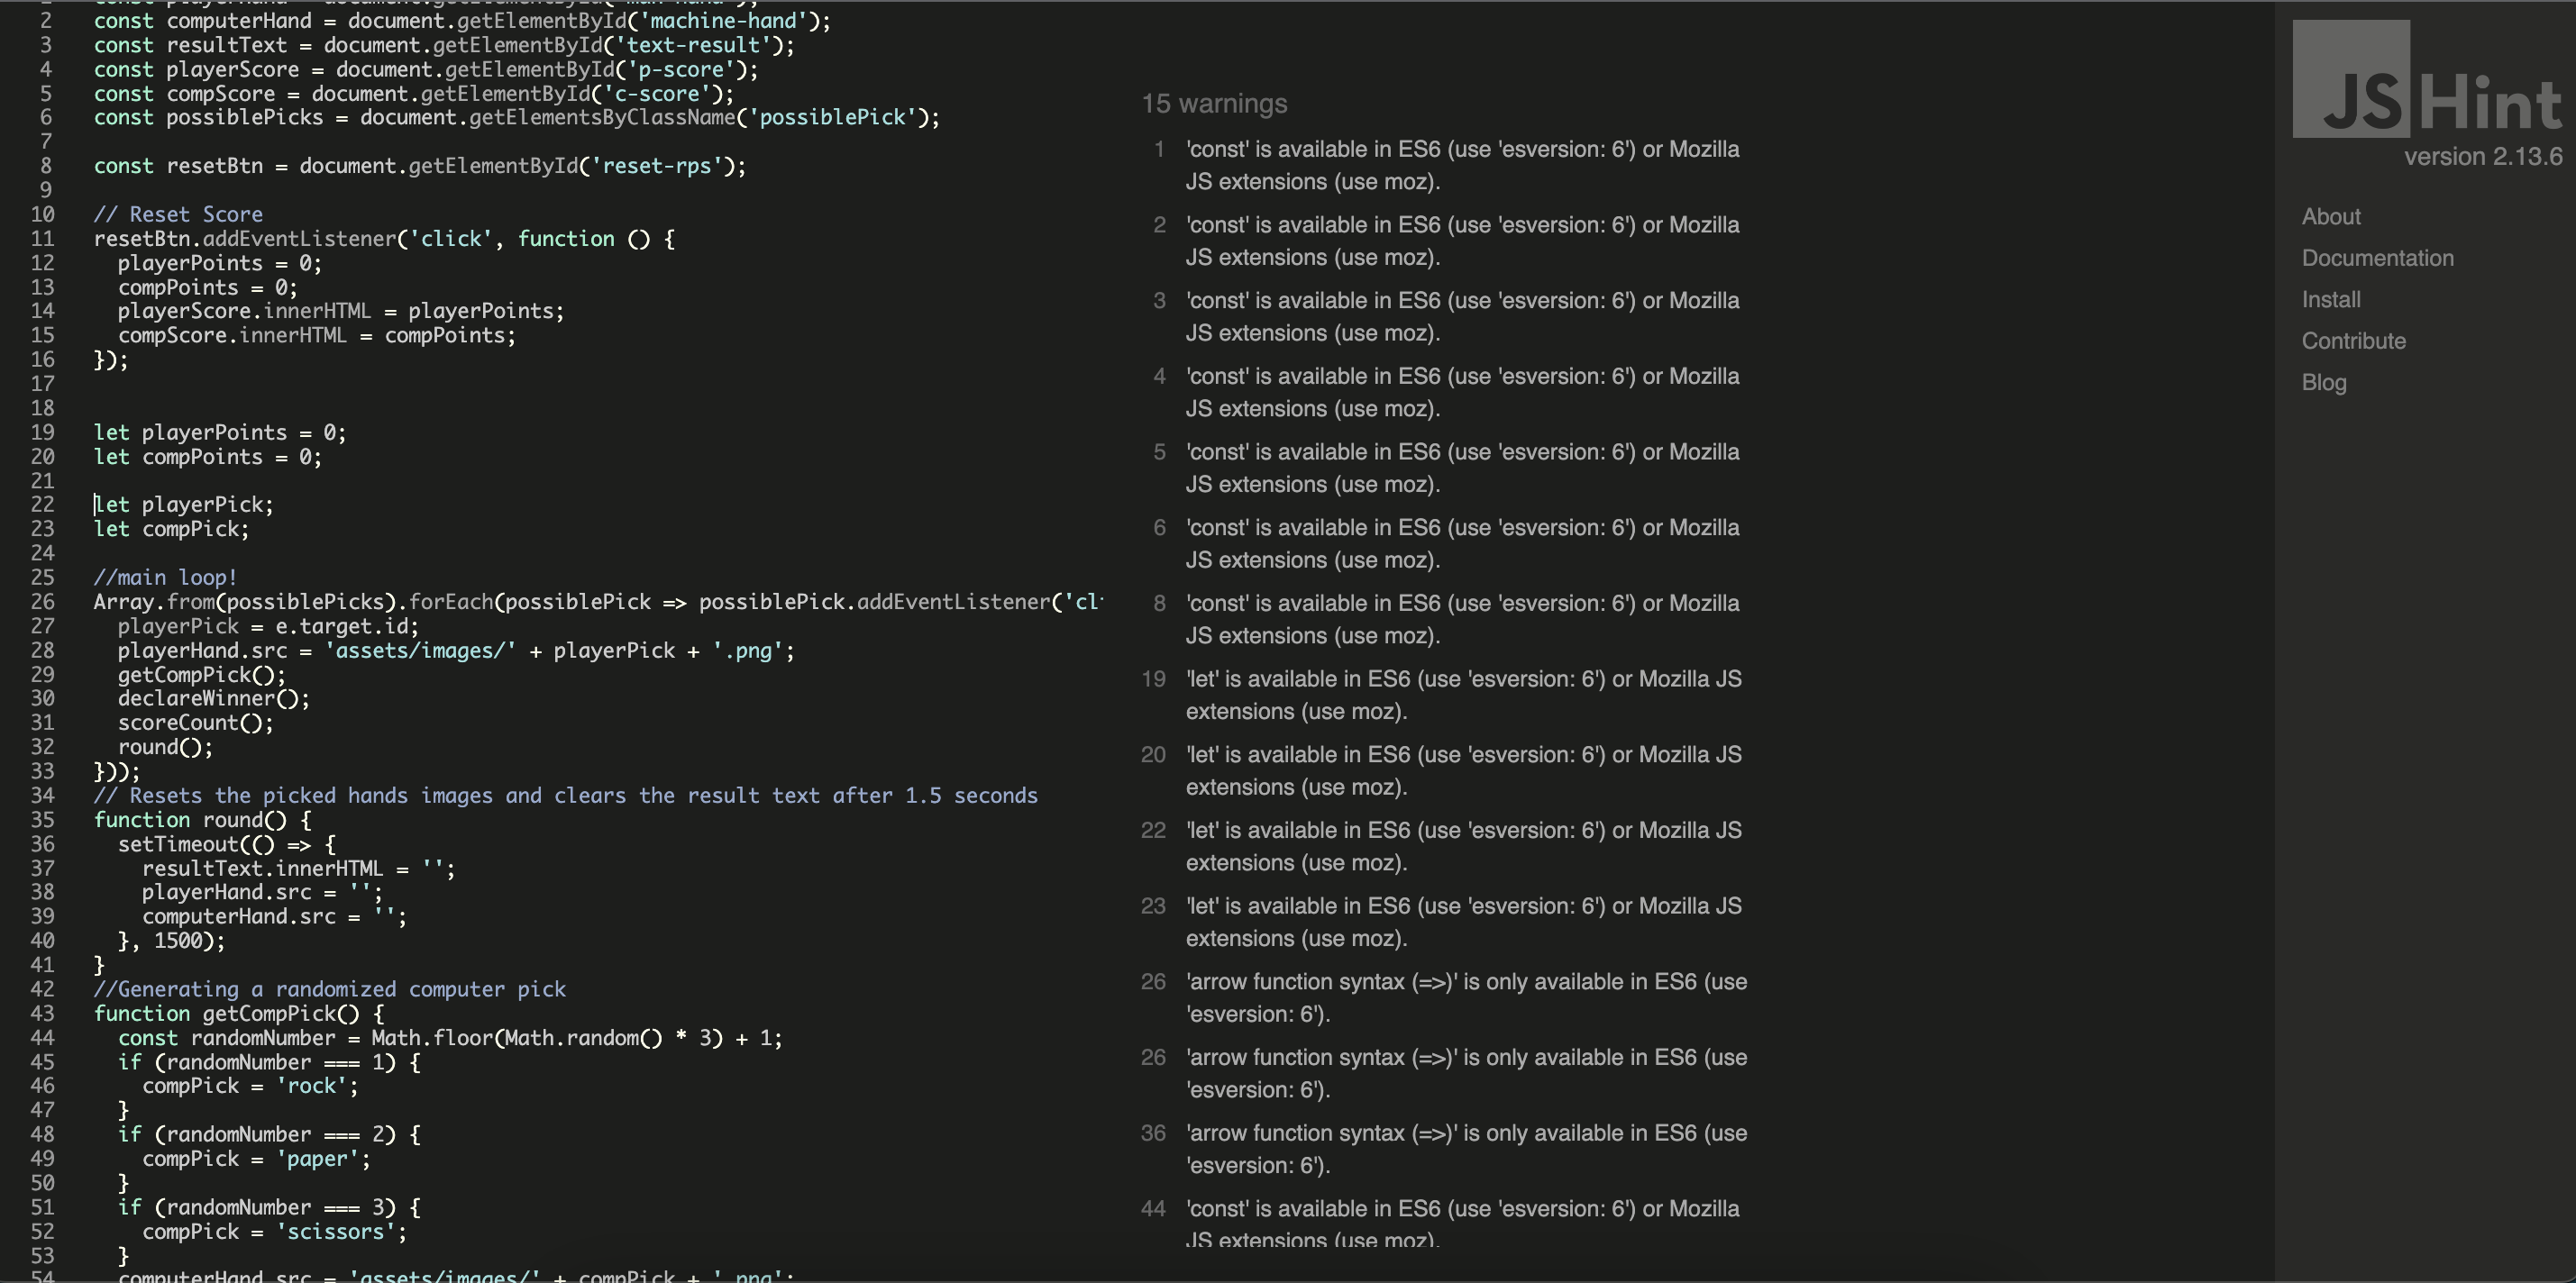 1 const playerHand = document.getElementById('man-hand');
2 const computerHand = document.getElementById('machine-hand');
3 const resultText = document.getElementById('text-result');
4 const playerScore = document.getElementById('p-score');
5 const compScore = document.getElementById('c-score');
6 const possiblePicks = document.getElementsByClassName('possiblePick');
7
8 const resetBtn = document.getElementById('reset-rps');
9
10 // Reset Score
11 resetBtn.addEventListener('click', function () {
12 playerPoints = 0;
13 compPoints = 0;
14 playerScore.innerHTML = playerPoints;
15 compScore.innerHTML = compPoints;
16 });
17
18
19 let playerPoints = 0;
20 let compPoints = 0;
21
22 let playerPick;
23 let compPick;
24
25 //main loop!
26 Array.from(possiblePicks).forEach(possiblePick => possiblePick.addEventListener('cl
27 playerPick = e.target.id;
28 playerHand.src = 'assets/images/' + playerPick + '.png';
29 getCompPick();
30 declareWinner();
31 scoreCount();
32 round();
33 }));
34 // Resets the picked hands images and clears the result text after 1.5 seconds
35 function round() {
36 setTimeout(() => {
37 resultText.innerHTML = '';
38 playerHand.src = '';
39 computerHand.src = '';
40 }, 1500);
41 }
42 //Generating a randomized computer pick
43 function getCompPick() {
44 const randomNumber = Math.floor(Math.random() * 3) + 1;
45 if (randomNumber === 1) {
46 compPick = 'rock';
47 }
48 if (randomNumber === 2) {
49 compPick = 'paper';
50 }
51 if (randomNumber === 3) {
52 compPick = 'scissors';
53 }
54 computerHand.src = 'assets/images/' + compPick + '.png';
15 warnings
1 'const' is available in ES6 (use 'esversion: 6') or Mozilla
JS extensions (use moz).
2 'const' is available in ES6 (use 'esversion: 6') or Mozilla
JS extensions (use moz).
3 'const' is available in ES6 (use 'esversion: 6') or Mozilla
JS extensions (use moz).
4 'const' is available in ES6 (use 'esversion: 6') or Mozilla
JS extensions (use moz).
5 'const' is available in ES6 (use 'esversion: 6') or Mozilla
JS extensions (use moz).
6 'const' is available in ES6 (use 'esversion: 6') or Mozilla
JS extensions (use moz).
8 'const' is available in ES6 (use 'esversion: 6') or Mozilla
JS extensions (use moz).
19 'let' is available in ES6 (use 'esversion: 6') or Mozilla JS
extensions (use moz).
20 'let' is available in ES6 (use 'esversion: 6') or Mozilla JS
extensions (use moz).
22 'let' is available in ES6 (use 'esversion: 6') or Mozilla JS
extensions (use moz).
23 'let' is available in ES6 (use 'esversion: 6') or Mozilla JS
extensions (use moz).
26 'arrow function syntax (=>)' is only available in ES6 (use
'esversion: 6').
26 'arrow function syntax (=>)' is only available in ES6 (use
'esversion: 6').
36 'arrow function syntax (=>)' is only available in ES6 (use
'esversion: 6').
44 'const' is available in ES6 (use 'esversion: 6') or Mozilla
JS extensions (use moz).
JSHint
version 2.13.6
About
Documentation
Install
Contribute
Blog